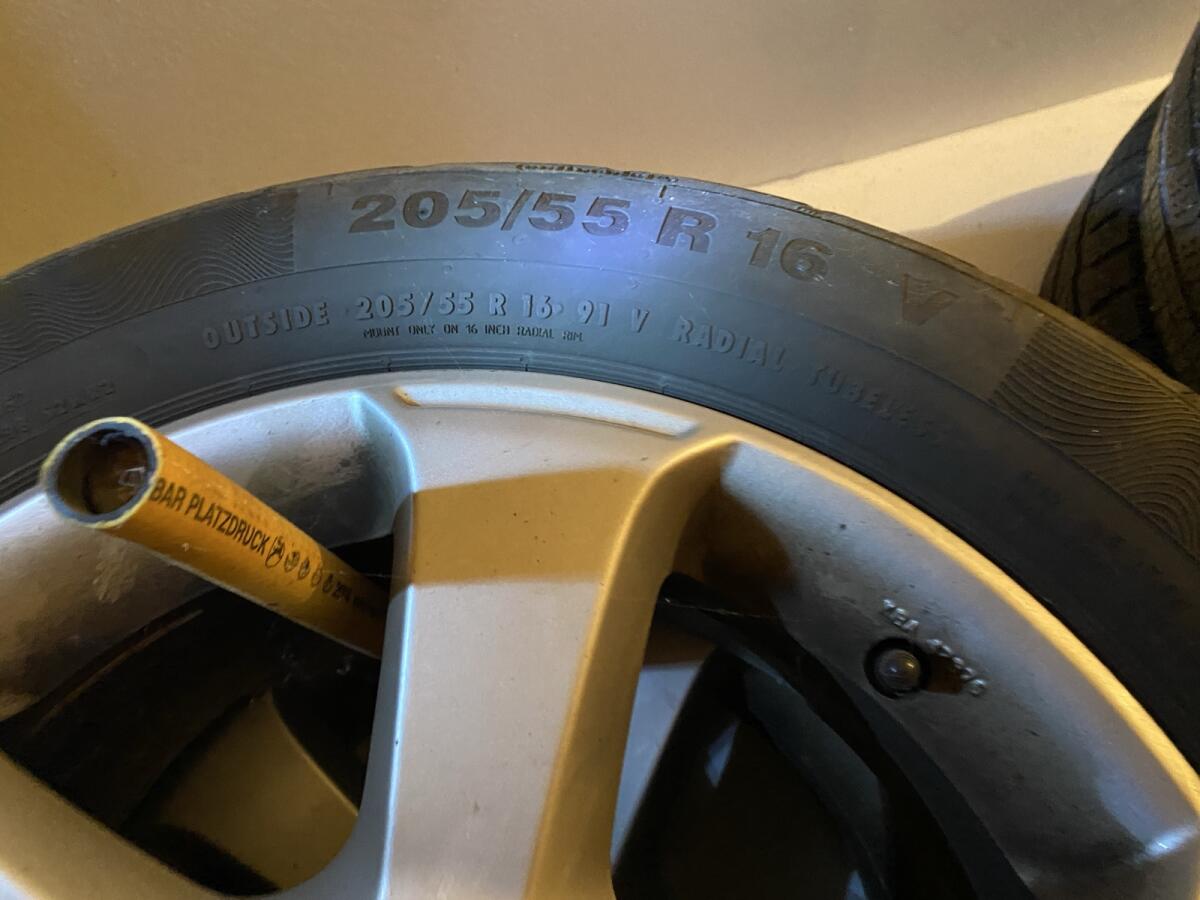 205/55 R 16 V
OUTSIDE 205/55 R 16 91 V RADIAL TUBELESS
MOUNT ONLY ON 16 INCH RADIAL RIM
BAR PLATZDRUCK